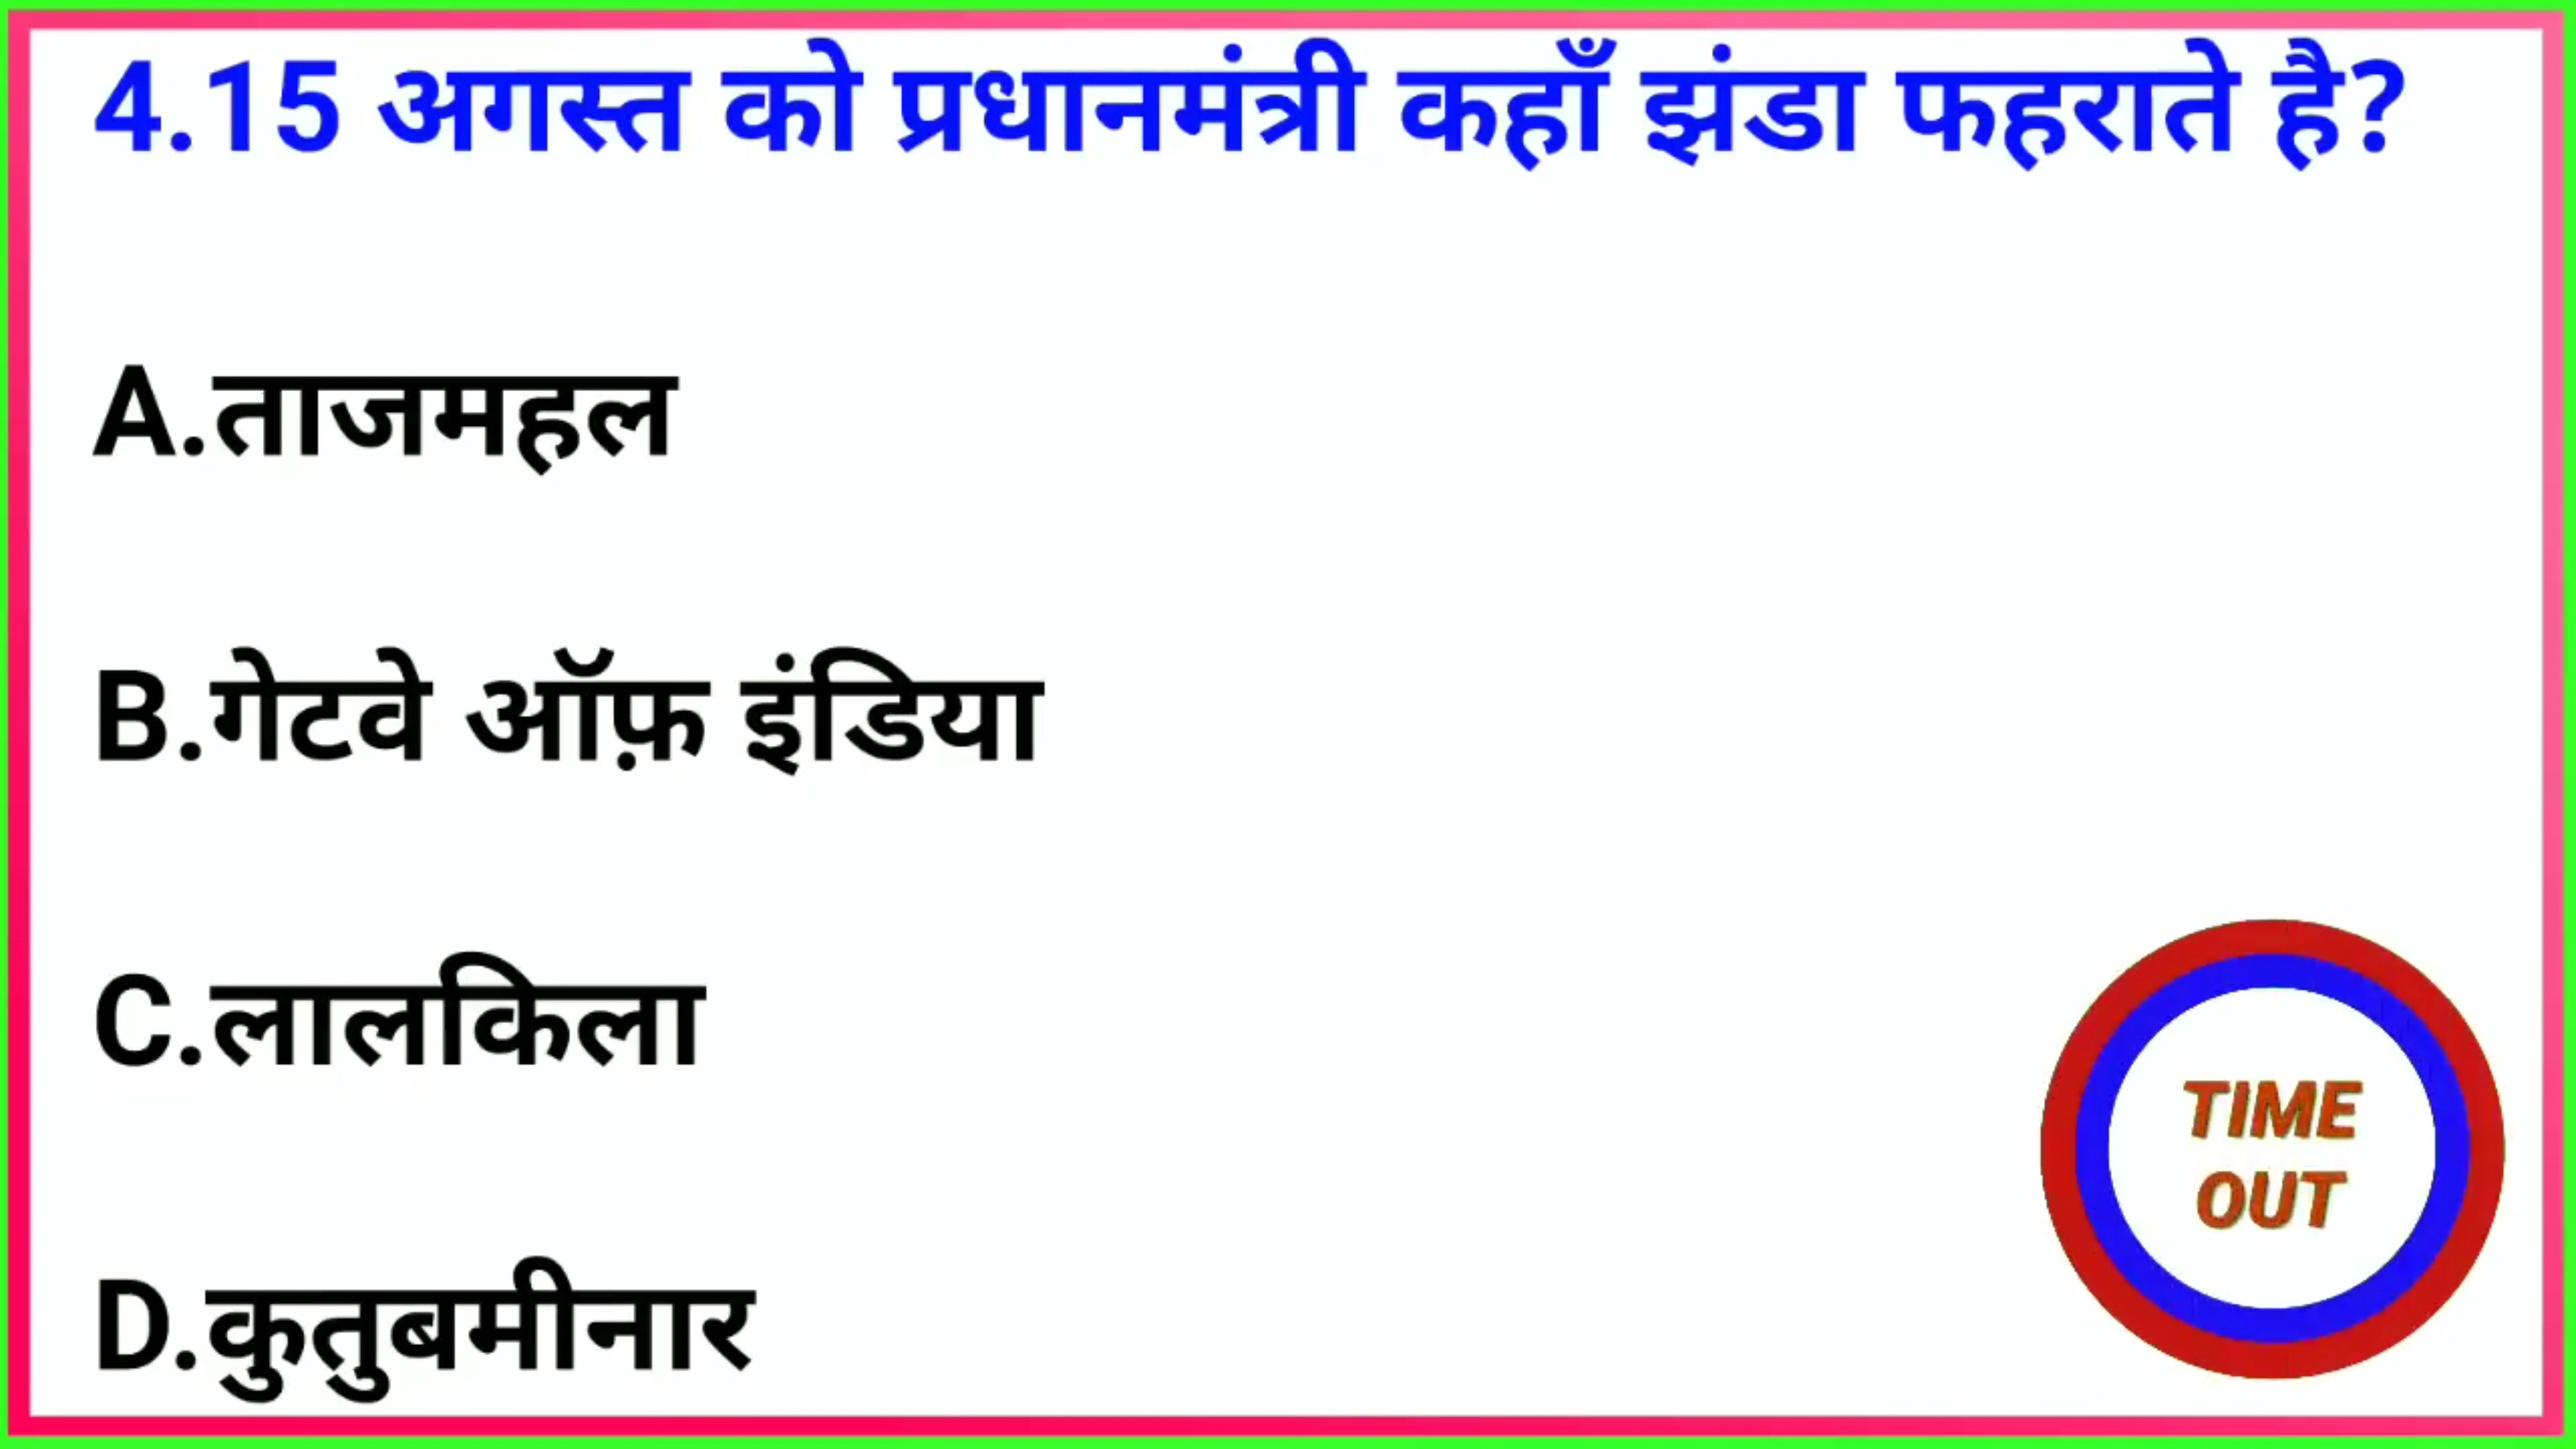 4.15 अगस्त को प्रधानमंत्री कहाँ झंडा फहराते है?
A.ताजमहल
B.गेटवे ऑफ़ इंडिया
C.लालकिला
D.कुतुबमीनार
TIME
OUT